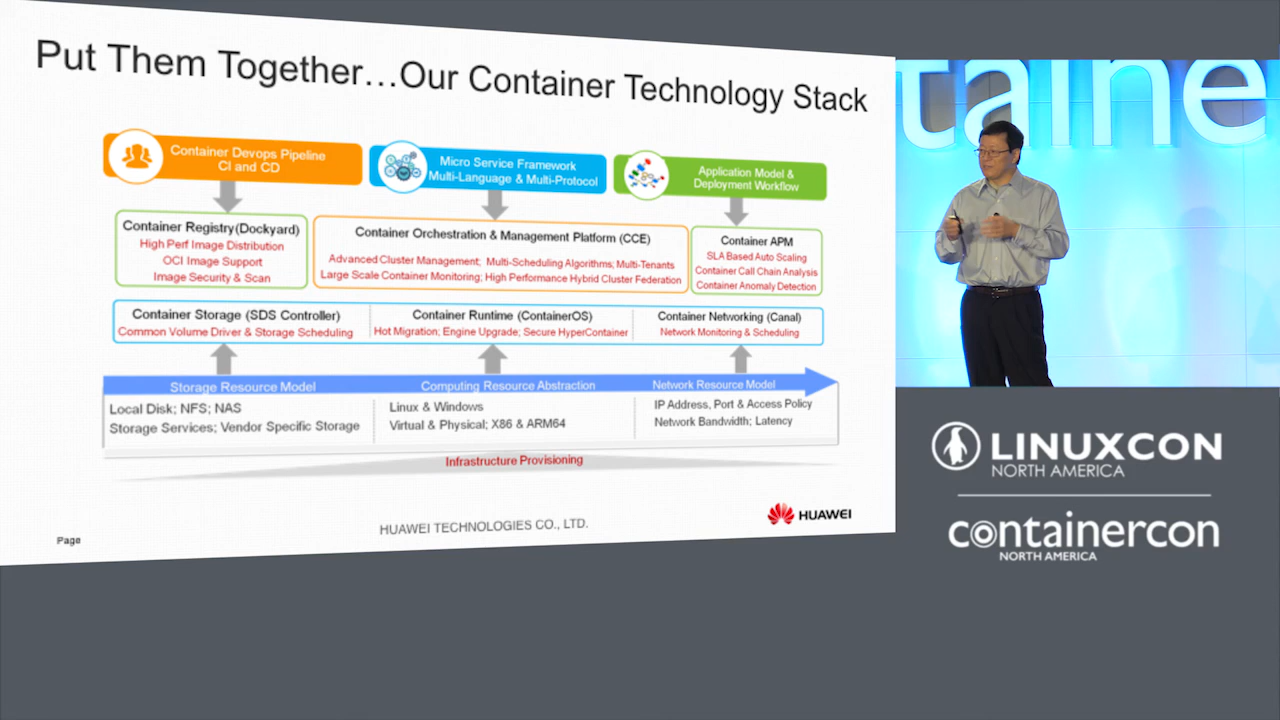 Put Them Together…Our Container Technology Stack
Container Devops Pipeline
CI and CD
Micro Service Framework
Multi-Language & Multi-Protocol
Application Model &
Deployment Workflow
Container Registry(Dockyard)
High Perf Image Distribution
OCI Image Support
Image Security & Scan
Container Orchestration & Management Platform (CCE)
Advanced Cluster Management; Multi-Scheduling Algorithms; Multi-Tenants
Large Scale Container Monitoring; High Performance Hybrid Cluster Federation
Container APM
SLA Based Auto Scaling
Container Call Chain Analysis
Container Anomaly Detection
Container Storage (SDS Controller)
Common Volume Driver & Storage Scheduling
Container Runtime (ContainerOS)
Hot Migration; Engine Upgrade; Secure HyperContainer
Container Networking (Canal)
Network Monitoring & Scheduling
Storage Resource Model
Computing Resource Abstraction
Network Resource Model
Local Disk; NFS; NAS
Storage Services; Vendor Specific Storage
Linux & Windows
Virtual & Physical; X86 & ARM64
IP Address, Port & Access Policy
Network Bandwidth; Latency
Infrastructure Provisioning
HUAWEI TECHNOLOGIES CO., LTD.
HUAWEI
Page
taine
LINUXCON
NORTH AMERICA
containercon
NORTH AMERICA